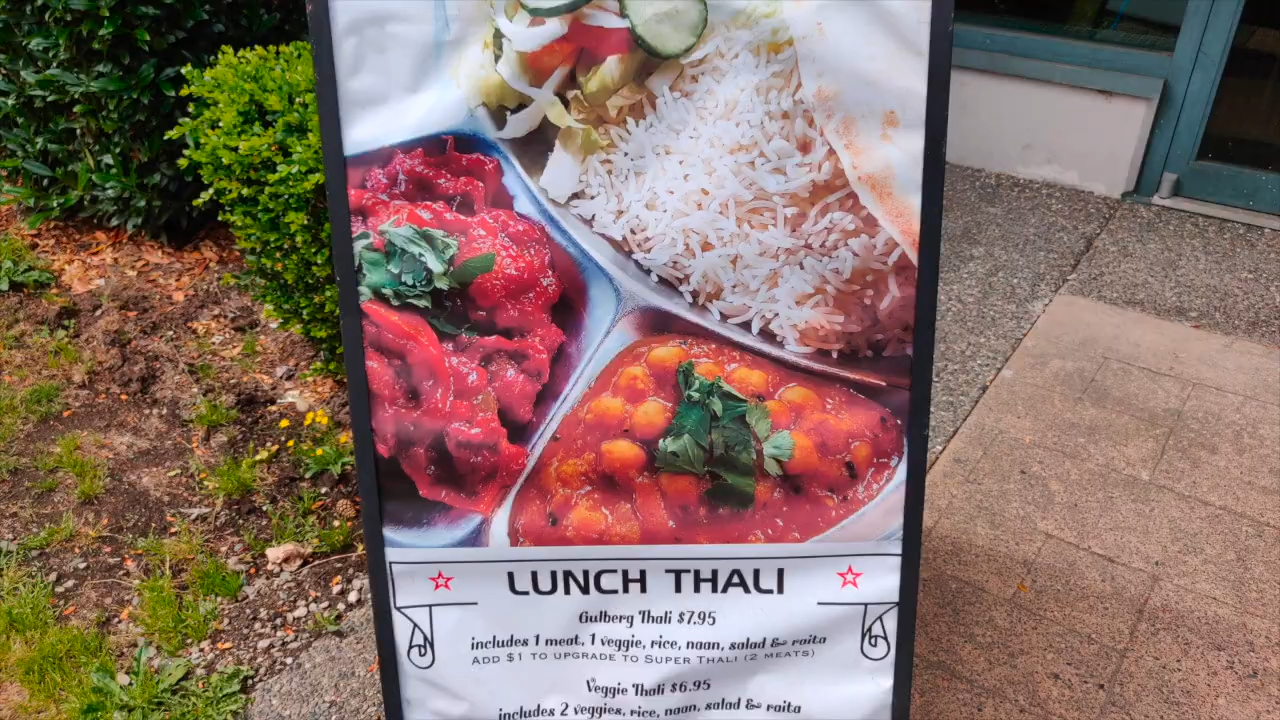 LUNCH THALI
Gulberg Thali $7.95
includes 1 meat, 1 veggie, rice, naan, salad & raita
ADD $1 TO UPGRADE TO SUPER THALI (2 MEATS)
Veggie Thali $6.95
includes 2 veggies, rice, naan, salad & raita